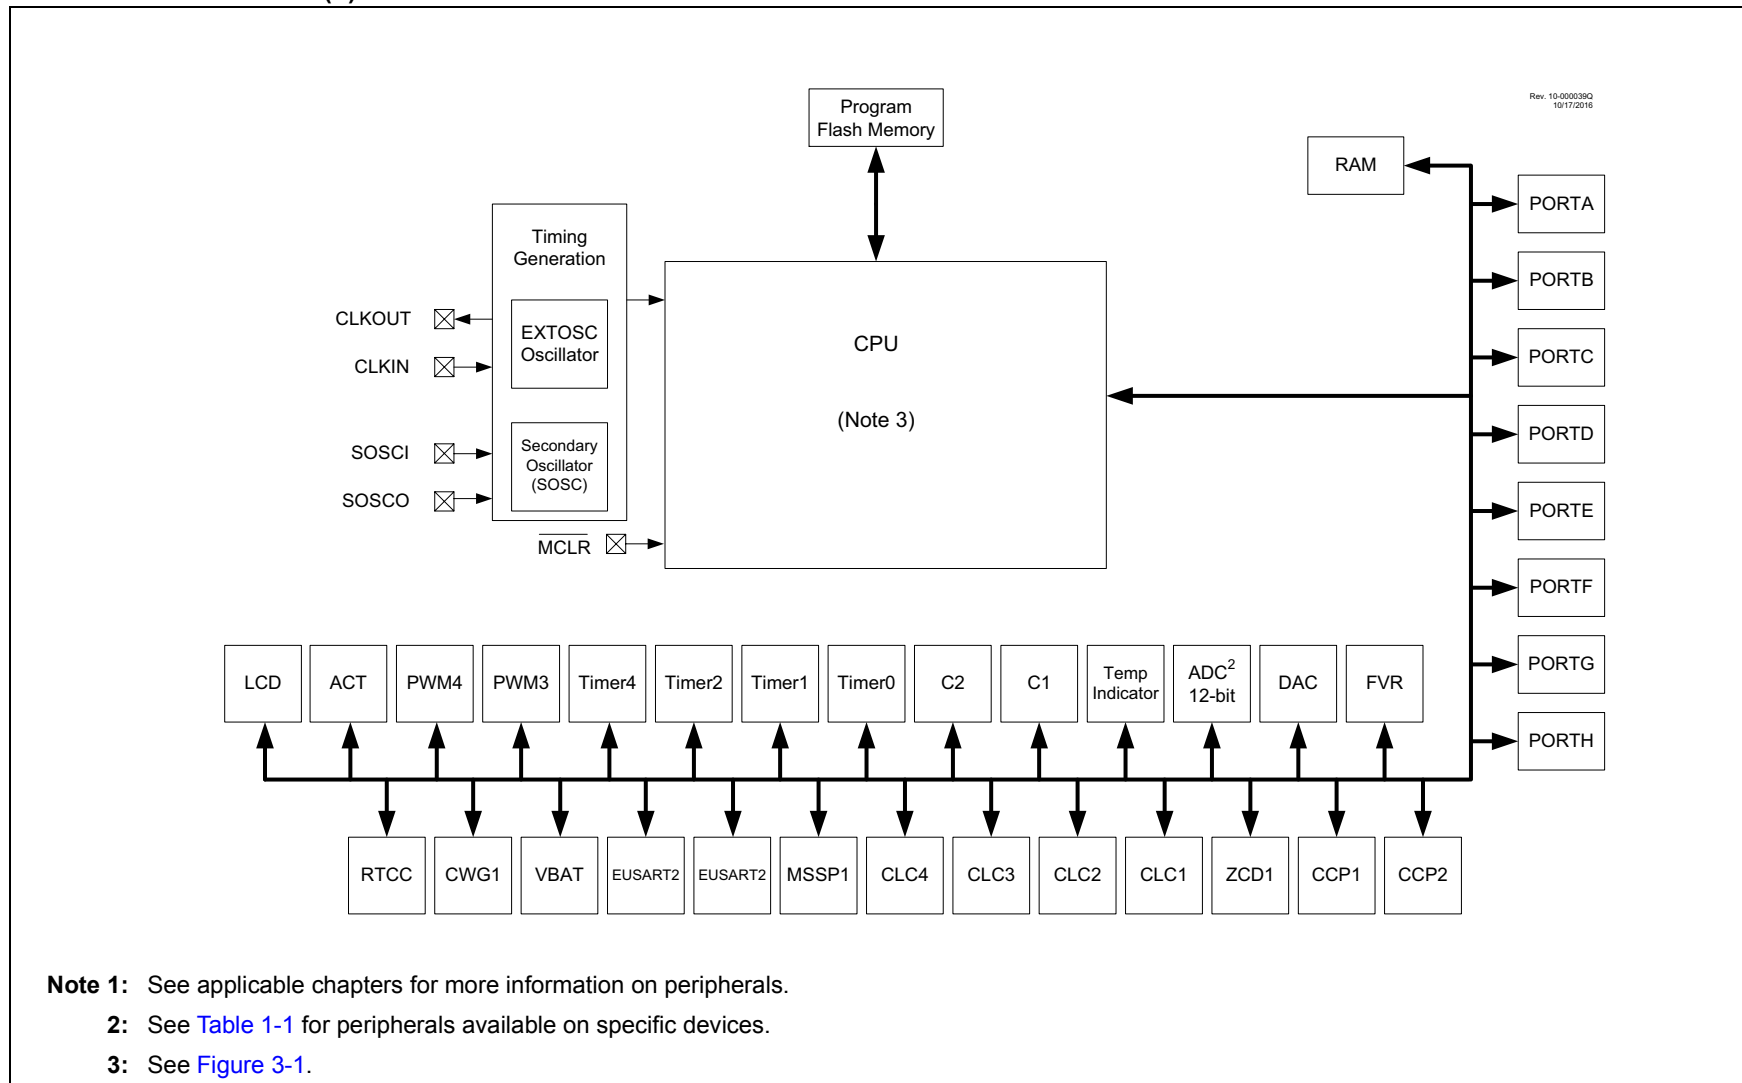 (  )
Rev. 10-000039Q
10/17/2016
Program
Flash Memory
RAM
PORTA
PORTB
PORTC
PORTD
PORTE
PORTF
PORTG
PORTH
Timing
Generation
EXTOSC
Oscillator
Secondary
Oscillator
(SOSC)
CLKOUT
CLKIN
SOSCI
SOSCO
MCLR
CPU
(Note 3)
LCD
ACT
PWM4
PWM3
Timer4
Timer2
Timer1
Timer0
C2
C1
Temp
Indicator
ADC2
12-bit
DAC
FVR
RTCC
CWG1
VBAT
EUSART2
EUSART2
MSSP1
CLC4
CLC3
CLC2
CLC1
ZCD1
CCP1
CCP2
Note 1: See applicable chapters for more information on peripherals.
2: See Table 1-1 for peripherals available on specific devices.
3: See Figure 3-1.